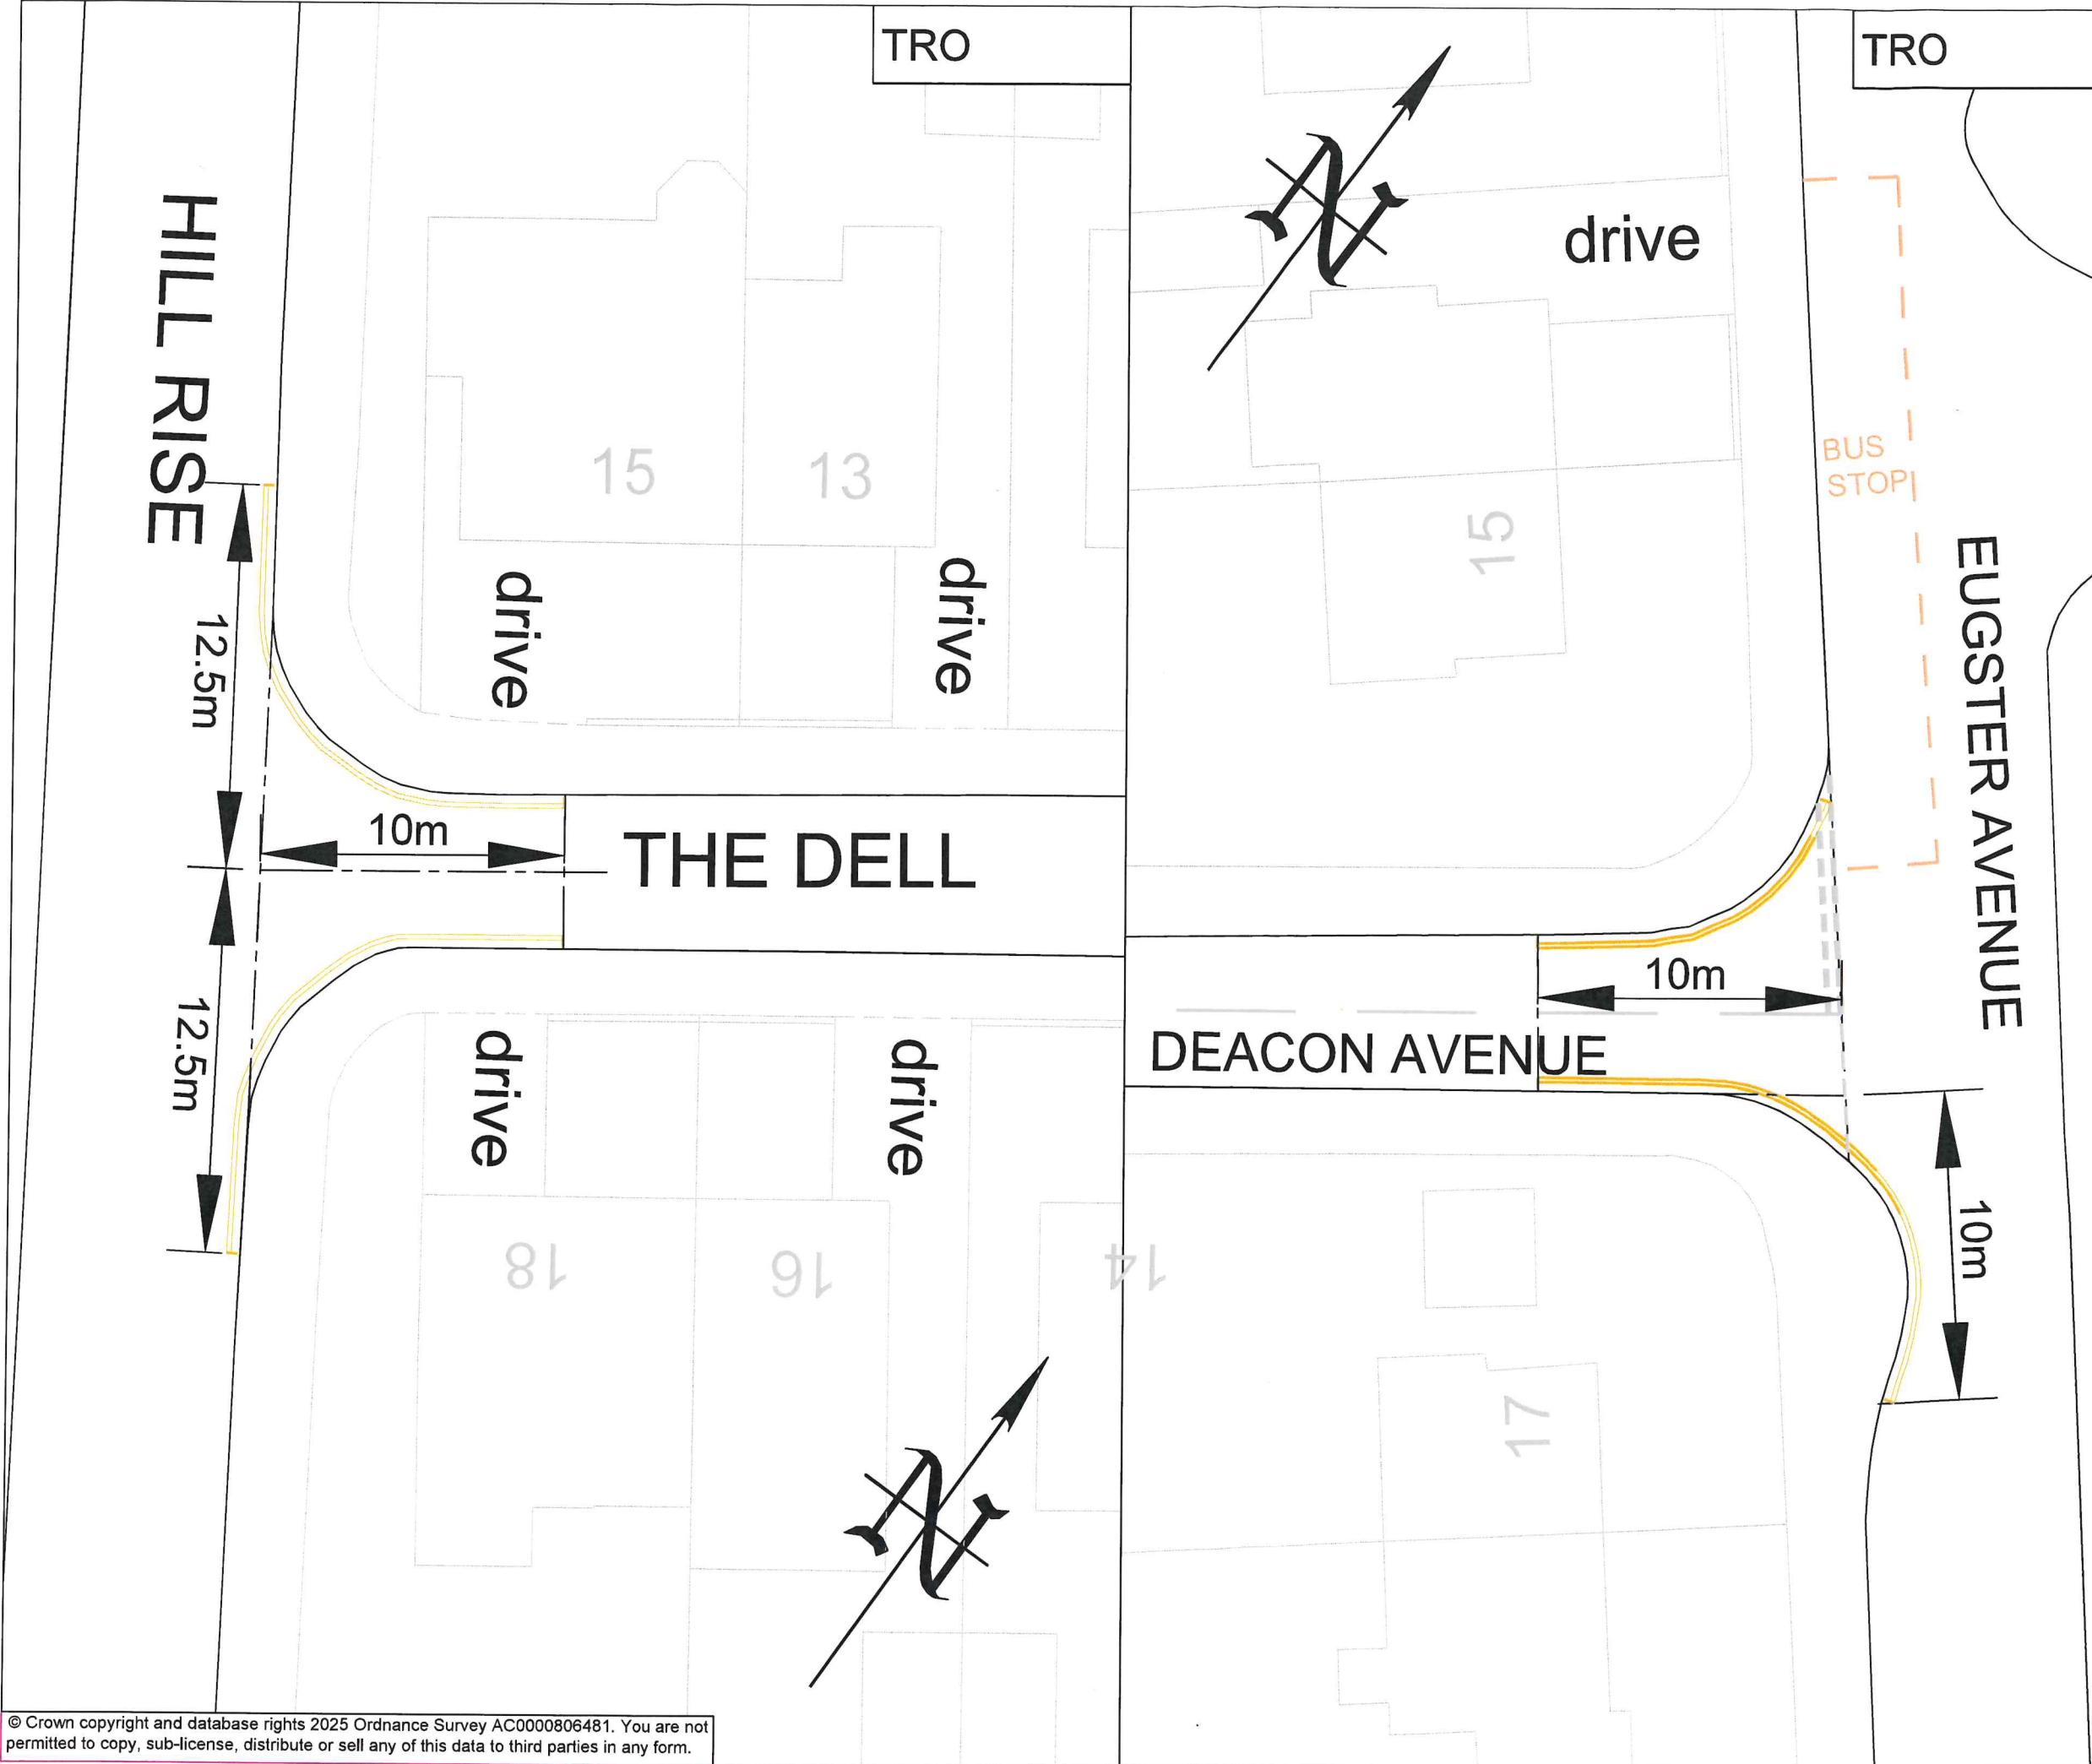 TRO
HILL RISE
15
13
drive
drive
12.5m
10m
THE DELL
12.5m
drive
drive
18
16
14
N
© Crown copyright and database rights 2025 Ordnance Survey AC0000806481. You are not
permitted to copy, sub-license, distribute or sell any of this data to third parties in any form.
TRO
N
drive
BUS
STOP
15
EUGSTER AVENUE
10m
DEACON AVENUE
10m
17